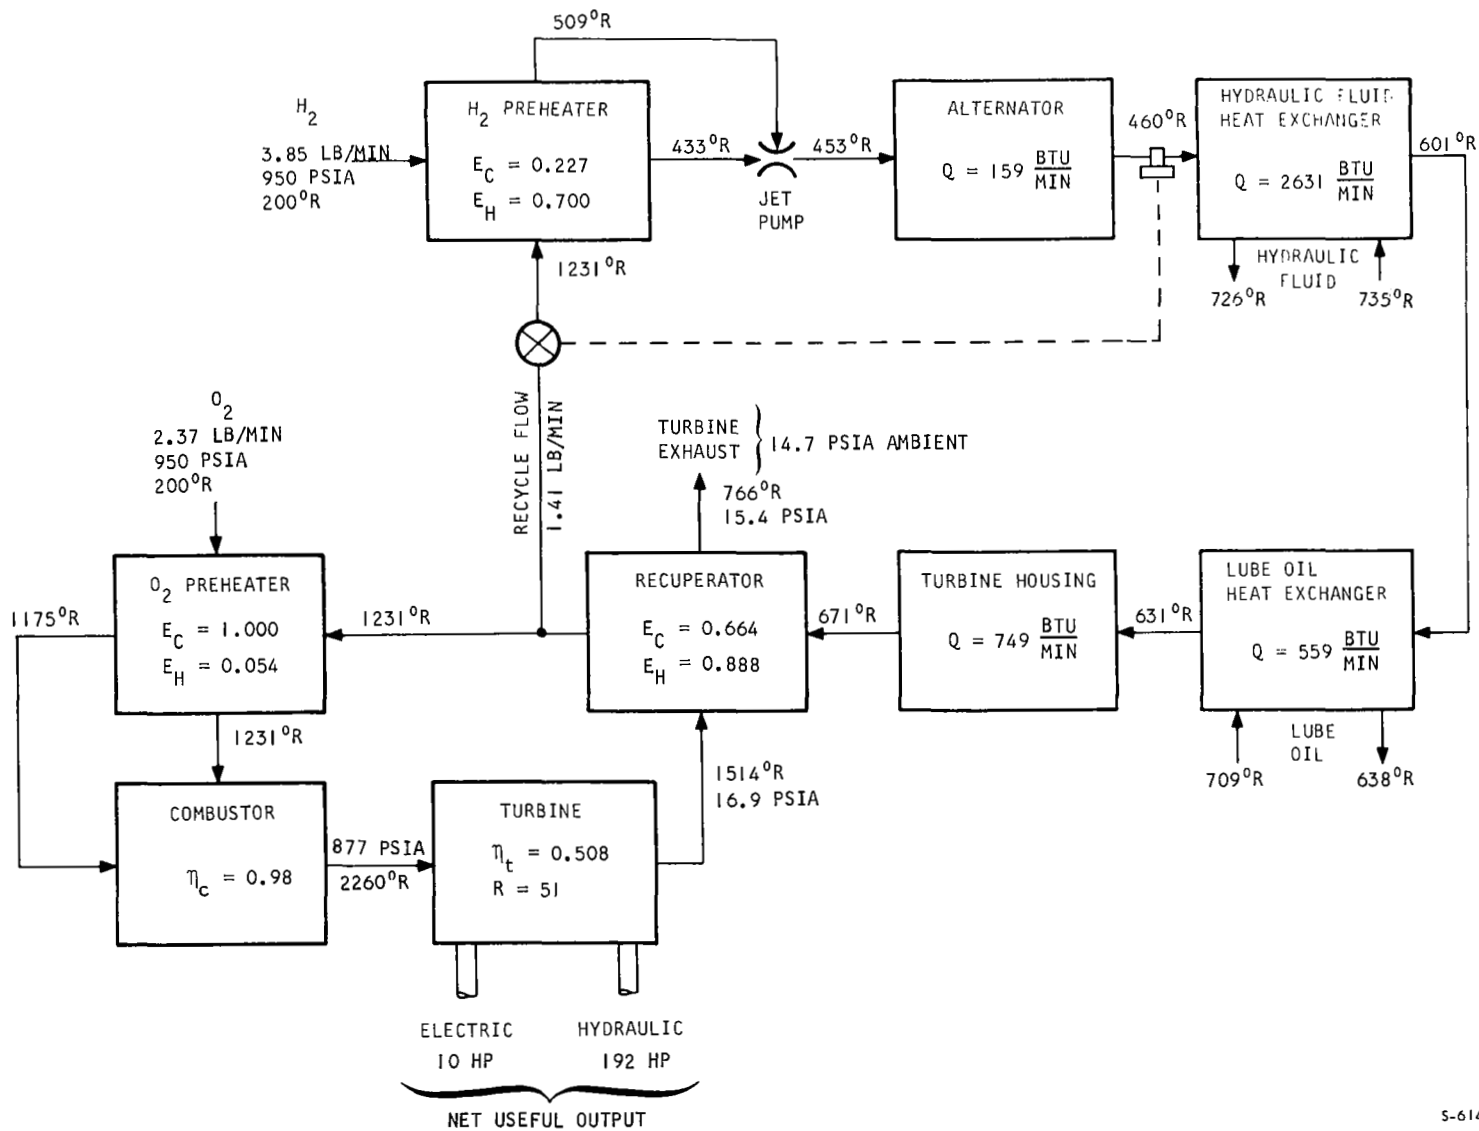 509°R
H2
3.85 LB/MIN
950 PSIA
200°R
H2 PREHEATER
EC = 0.227
EH = 0.700
433°R
JET
PUMP
453°R
ALTERNATOR
Q = 159 BTU/MIN
460°R
HYDRAULIC FLUID
HEAT EXCHANGER
Q = 2631 BTU/MIN
601°R
HYDRAULIC
FLUID
726°R
735°R
1231°R
RECYCLE FLOW
1.41 LB/MIN
O2
2.37 LB/MIN
950 PSIA
200°R
TURBINE
EXHAUST
14.7 PSIA AMBIENT
766°R
15.4 PSIA
1175°R
O2 PREHEATER
EC = 1.000
EH = 0.054
1231°R
RECUPERATOR
EC = 0.664
EH = 0.888
671°R
TURBINE HOUSING
Q = 749 BTU/MIN
631°R
LUBE OIL
HEAT EXCHANGER
Q = 559 BTU/MIN
LUBE
OIL
709°R
638°R
1231°R
1514°R
16.9 PSIA
COMBUSTOR
ηc = 0.98
877 PSIA
2260°R
TURBINE
ηt = 0.508
R = 51
ELECTRIC
10 HP
HYDRAULIC
192 HP
NET USEFUL OUTPUT
S-614